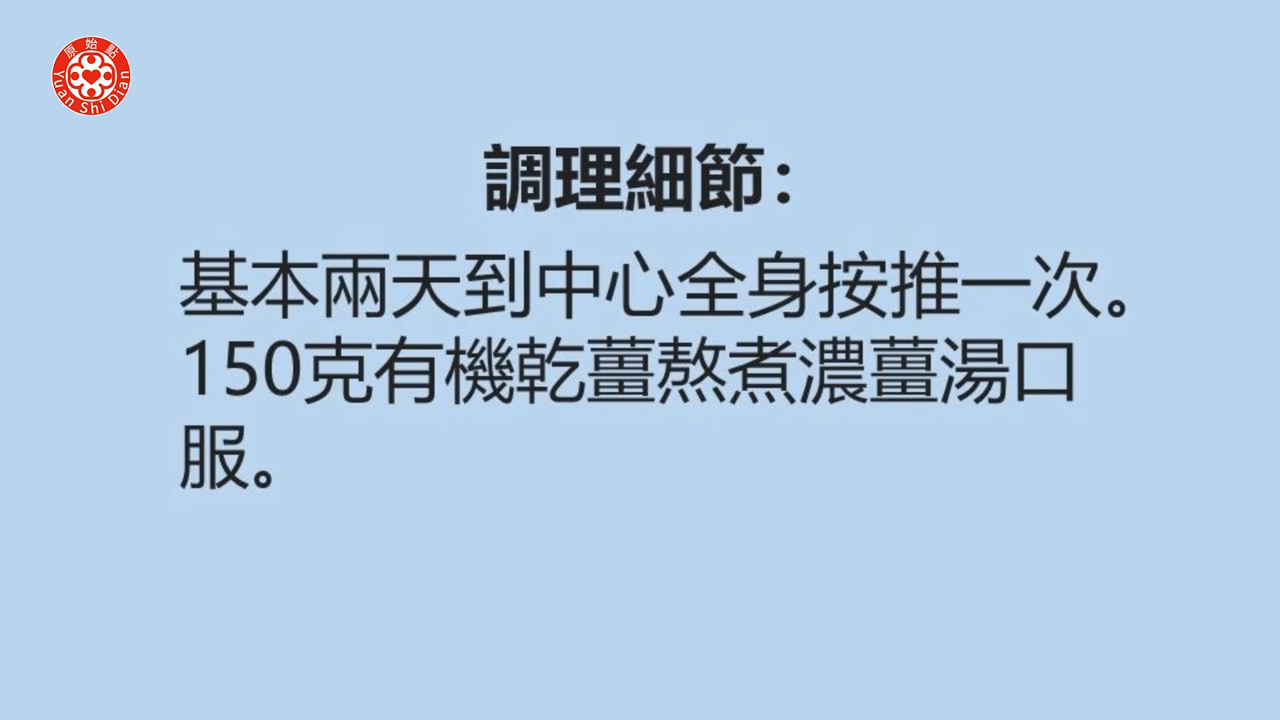 原始點
Yuan Shi Dian
調理細節：
基本兩天到中心全身按推一次。
150克有機乾薑熬煮濃薑湯口
服。